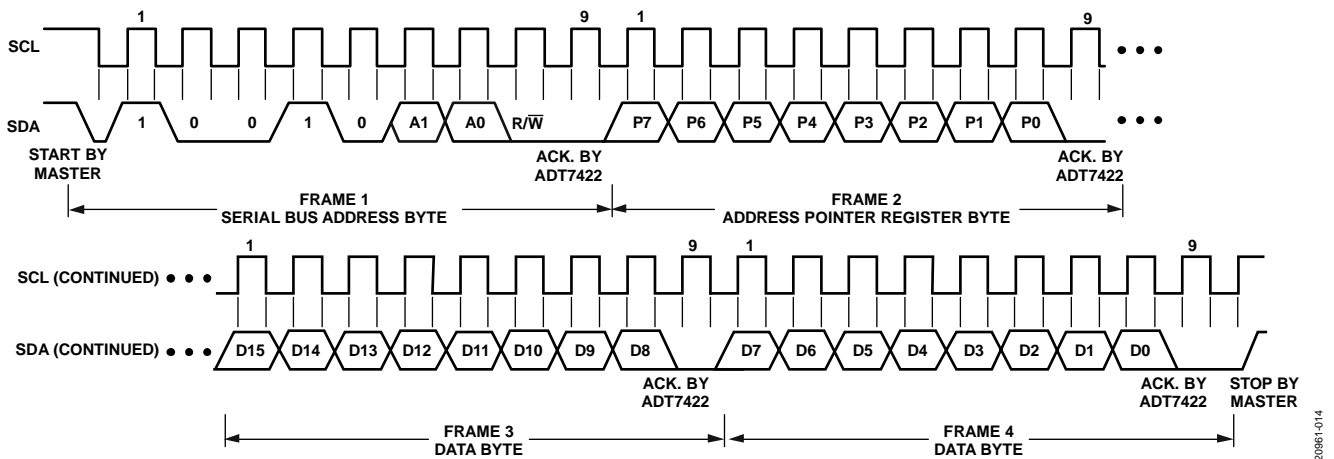 1 9 1 9
SCL
SDA 1 0 0 1 0 A1 A0 R/W̅ P7 P6 P5 P4 P3 P2 P1 P0
START BY MASTER
ACK. BY ADT7422
ACK. BY ADT7422
FRAME 1
SERIAL BUS ADDRESS BYTE
FRAME 2
ADDRESS POINTER REGISTER BYTE
1 9 1 9
SCL (CONTINUED)
SDA (CONTINUED) D15 D14 D13 D12 D11 D10 D9 D8 D7 D6 D5 D4 D3 D2 D1 D0
ACK. BY ADT7422
ACK. BY ADT7422
STOP BY MASTER
FRAME 3
DATA BYTE
FRAME 4
DATA BYTE
20961-014